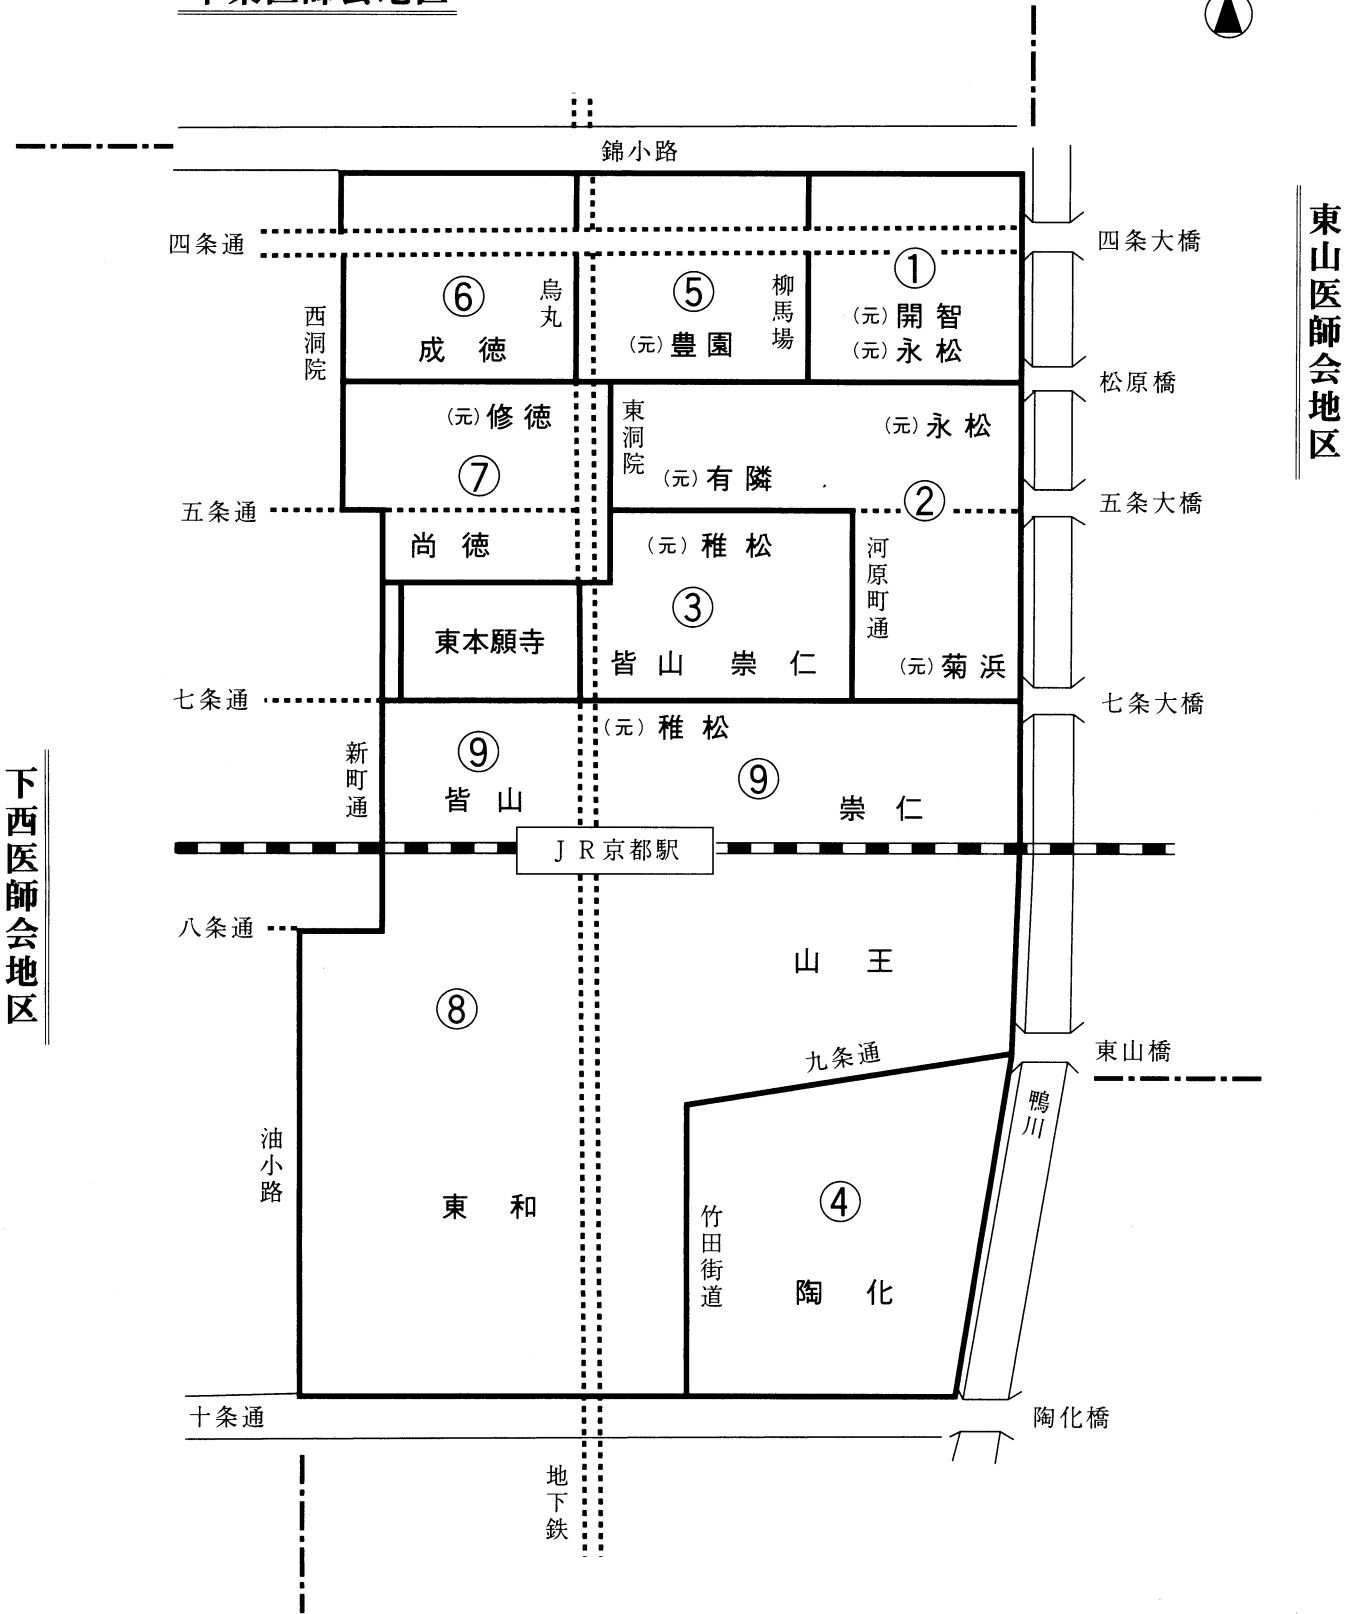 錦小路
四条通
四条大橋
東山医師会地区
①
(元)開智
(元)永松
柳馬場
⑤
(元)豊園
烏丸
⑥
成徳
西洞院
松原橋
(元)修徳
⑦
東洞院
(元)永松
(元)有隣
②
五条通
五条大橋
尚徳
(元)稚松
③
河原町通
東本願寺
皆山 崇仁
(元)菊浜
七条通
七条大橋
(元)稚松
新町通
⑨
皆山
⑨
崇仁
下西医師会地区
JR京都駅
八条通
山王
⑧
九条通
東山橋
鴨川
油小路
東和
竹田街道
④
陶化
十条通
陶化橋
地下鉄